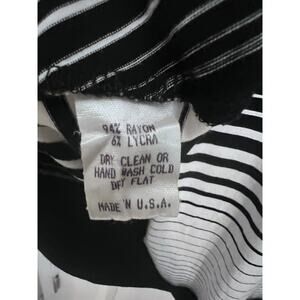 94% RAYON
6% LYCRA
DRY CLEAN OR
HAND WASH COLD
DRY FLAT
MADE IN U.S.A.